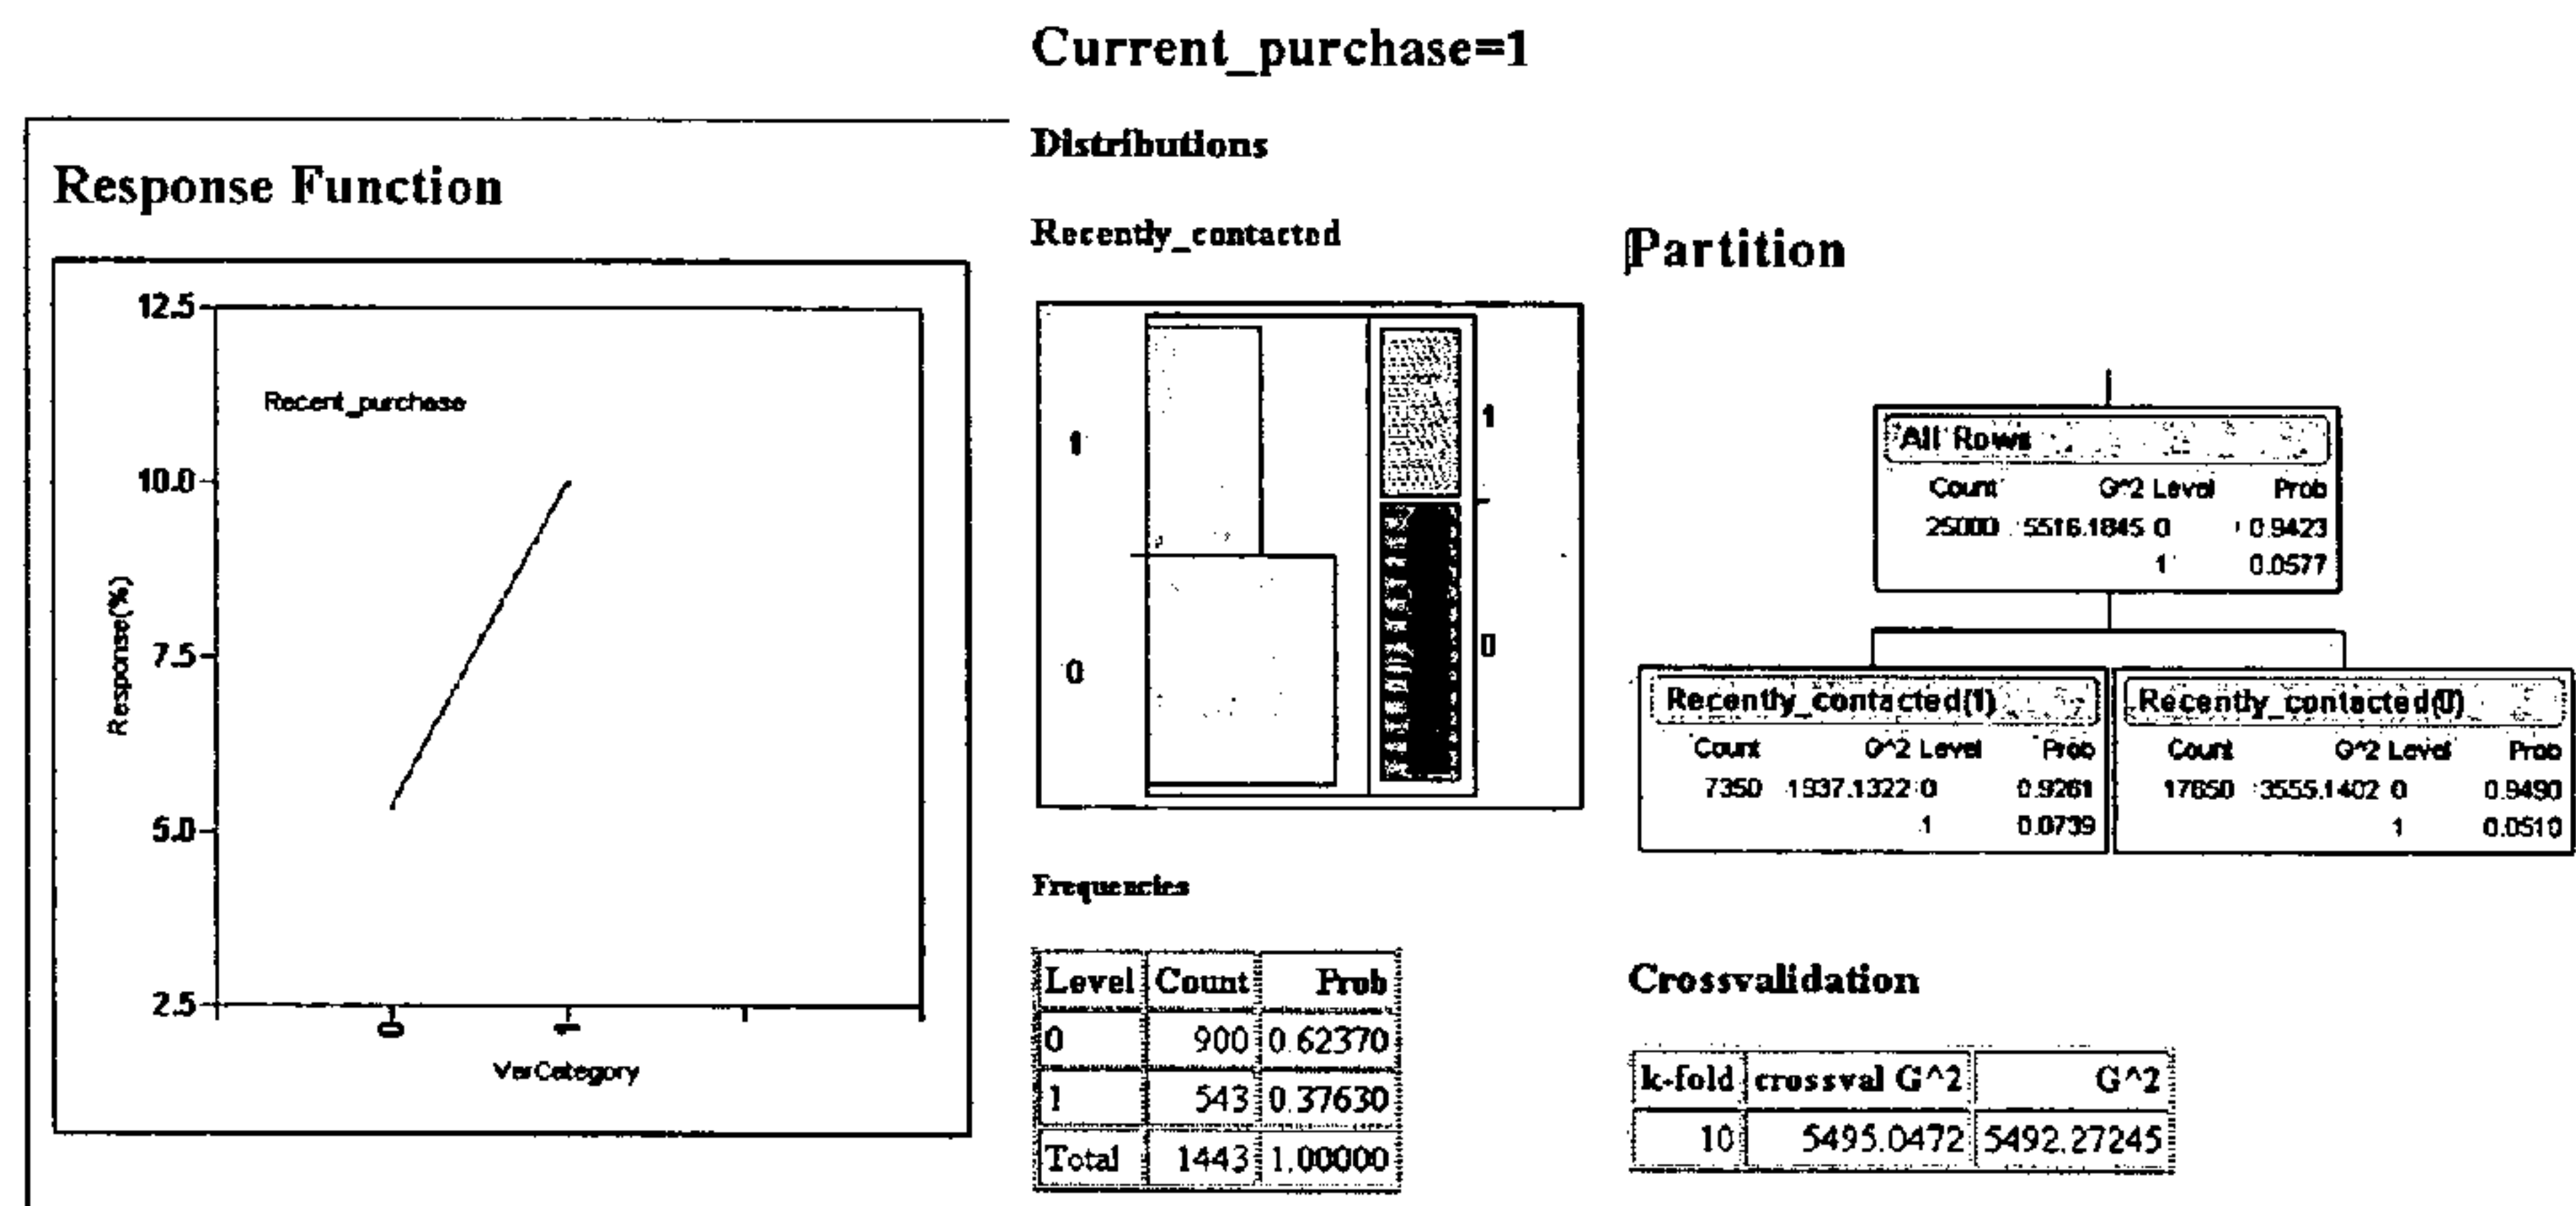 Current_purchase=1
Response Function
12.5
10.0
7.5
5.0
2.5
Response(%)
Recent_purchase
0
1
VarCategory
Distributions
Recently_contacted
1
0
1
0
Frequencies
Level Count Prob
0 900 0.62370
1 543 0.37630
Total 1443 1.00000
Partition
All Rows
Count G^2 Level Prob
25000 5516.1845 0 0.9423
1 0.0577
Recently_contacted(1)
Count G^2 Level Prob
7350 1937.1322 0 0.9261
1 0.0739
Recently_contacted(0)
Count G^2 Level Prob
17650 3555.1402 0 0.9490
1 0.0510
Crossvalidation
k-fold crossval G^2 G^2
10 5495.0472 5492.27245